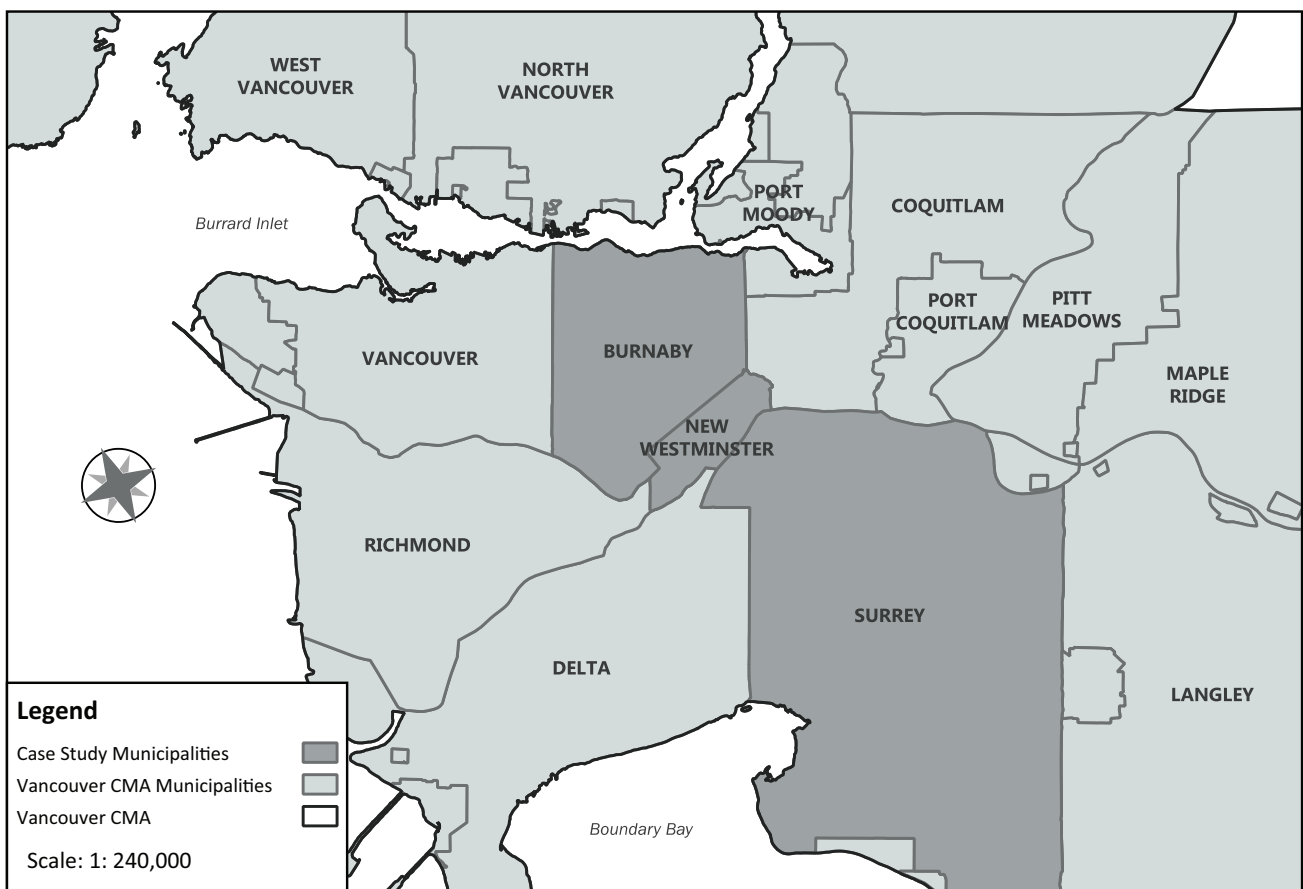 WEST
VANCOUVER
NORTH
VANCOUVER
PORT
MOODY
COQUITLAM
Burrard Inlet
PORT
COQUITLAM
PITT
MEADOWS
VANCOUVER
BURNABY
MAPLE
RIDGE
NEW
WESTMINSTER
RICHMOND
SURREY
DELTA
LANGLEY
Boundary Bay
Legend
Case Study Municipalities
Vancouver CMA Municipalities
Vancouver CMA
Scale: 1: 240,000